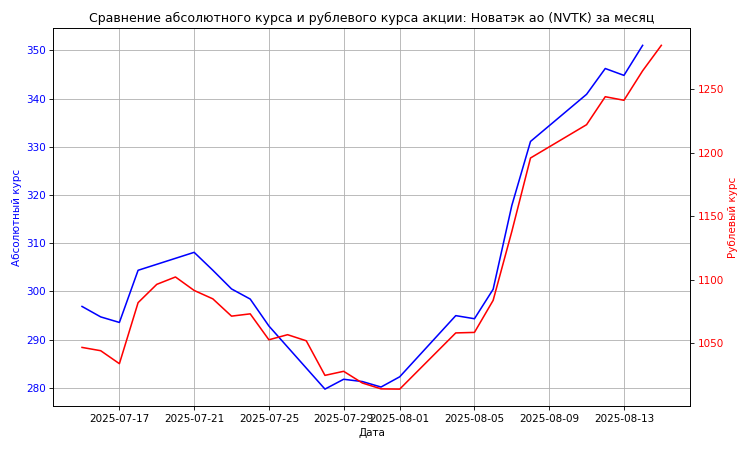 Сравнение абсолютного курса и рублевого курса акции: Новатэк ао (NVTK) за месяц
350
340
330
320
310
300
290
280
Абсолютный курс
1250
1200
1150
1100
1050
Рублевый курс
2025-07-17 2025-07-21 2025-07-25 2025-07-29 2025-08-01 2025-08-05 2025-08-09 2025-08-13
Дата